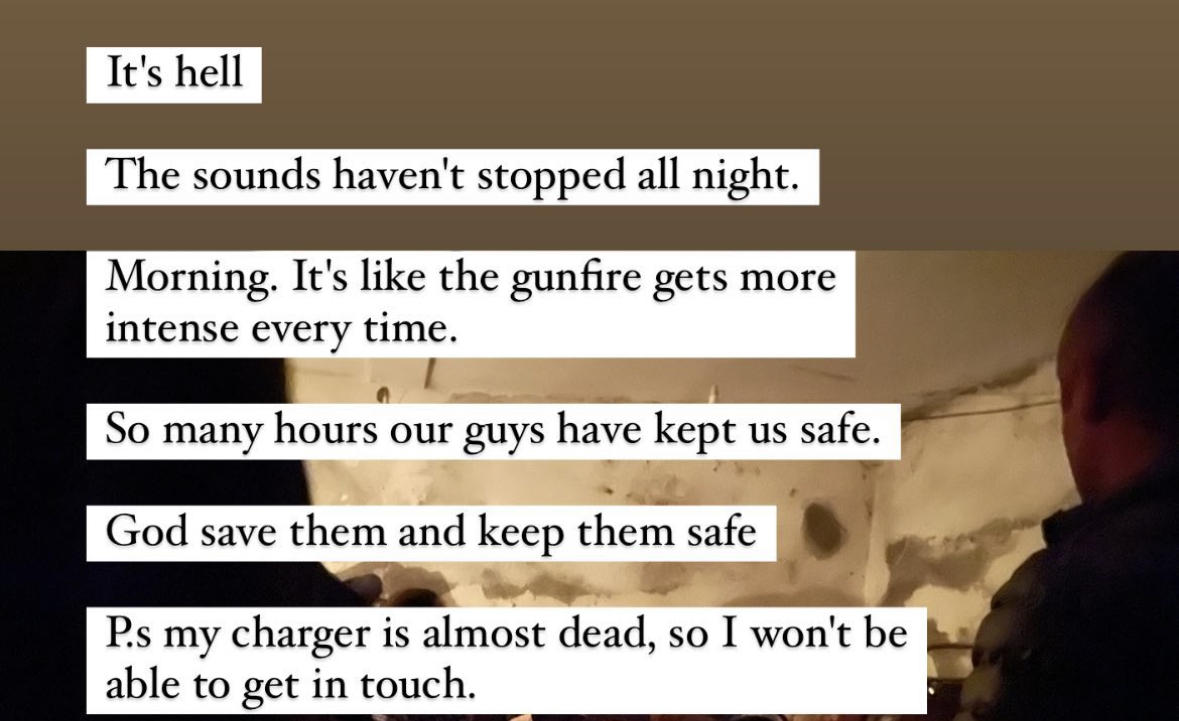 It's hell
The sounds haven't stopped all night.
Morning. It's like the gunfire gets more
intense every time.
So many hours our guys have kept us safe.
God save them and keep them safe
P.s my charger is almost dead, so I won't be
able to get in touch.